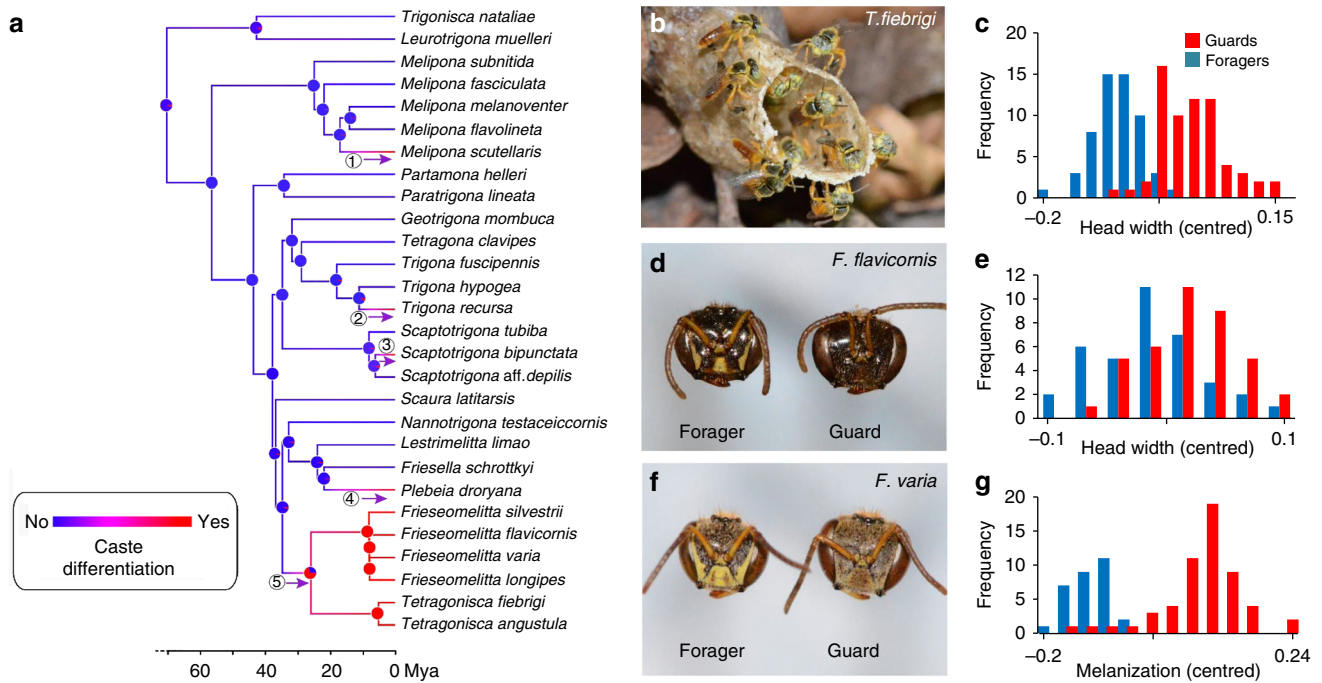 a
Trigonisca nataliae
Leurotrigona muelleri
Melipona subnitida
Melipona fasciculata
Melipona melanoventer
Melipona flavolineta
Melipona scutellaris
1
Partamona helleri
Paratrigona lineata
Geotrigona mombuca
Tetragona clavipes
Trigona fuscipennis
Trigona hypogea
Trigona recursa
2
Scaptotrigona tubiba
3
Scaptotrigona bipunctata
Scaptotrigona aff.depilis
Scaura latitarsis
Nannotrigona testaceiccornis
Lestrimelitta limao
Friesella schrottkyi
Plebeia droryana
4
Frieseomelitta silvestrii
Frieseomelitta flavicornis
Frieseomelitta varia
Frieseomelitta longipes
5
Tetragonisca fiebrigi
Tetragonisca angustula
No Yes
Caste
differentiation
60 40 20 0 Mya
b
T.fiebrigi
c
Guards
Foragers
Frequency
20
15
10
5
0
–0.2 0.15
Head width (centred)
d
F. flavicornis
Forager Guard
e
Frequency
12
10
8
6
4
2
0
–0.1 0.1
Head width (centred)
f
F. varia
Forager Guard
g
Frequency
20
15
10
5
0
–0.2 0.24
Melanization (centred)